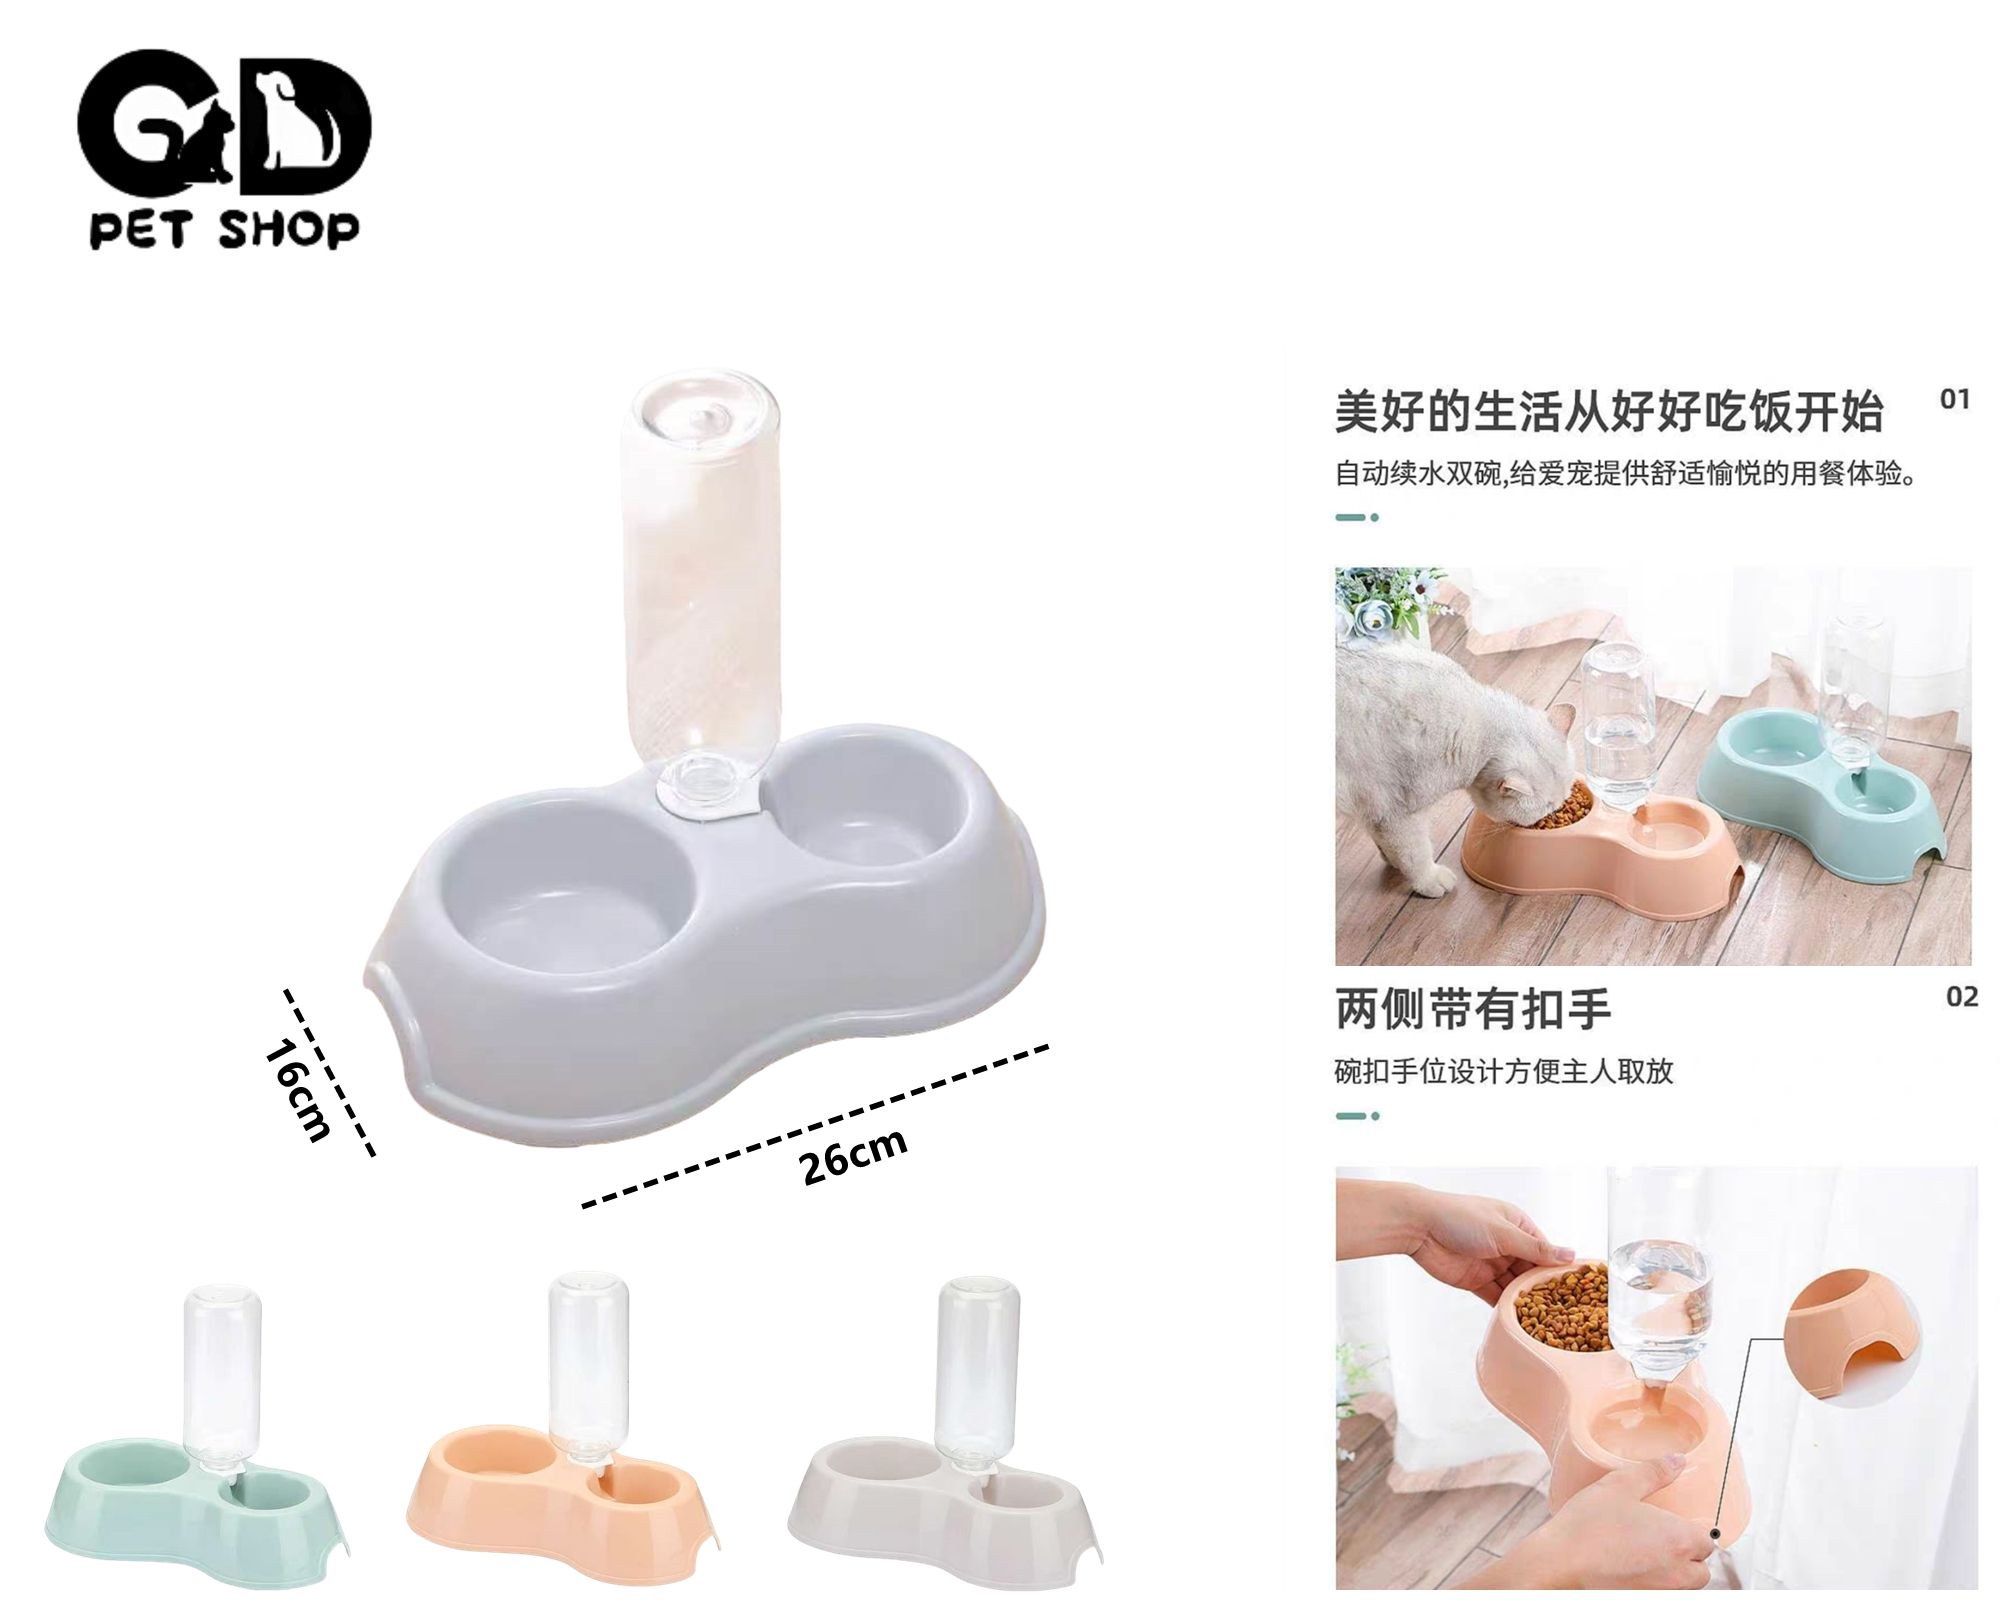 GD
PET SHOP
美好的生活从好好吃饭开始
01
自动续水双碗,给爱宠提供舒适愉悦的用餐体验。
两侧带有扣手
02
碗扣手位设计方便主人取放
16cm
26cm